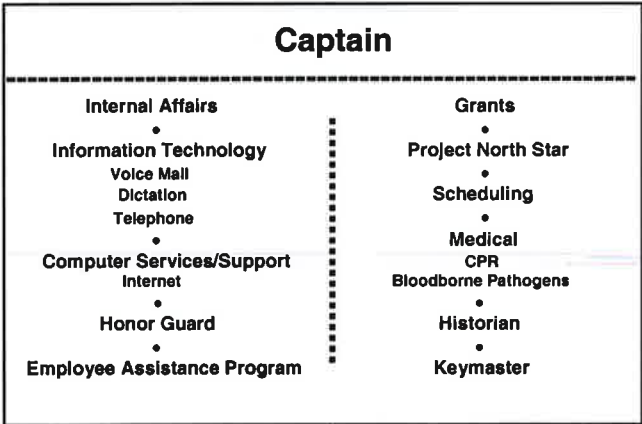 Captain
Internal Affairs
•
Information Technology
Voice Mail
Dictation
Telephone
•
Computer Services/Support
Internet
•
Honor Guard
•
Employee Assistance Program
Grants
•
Project North Star
•
Scheduling
•
Medical
CPR
Bloodborne Pathogens
•
Historian
•
Keymaster